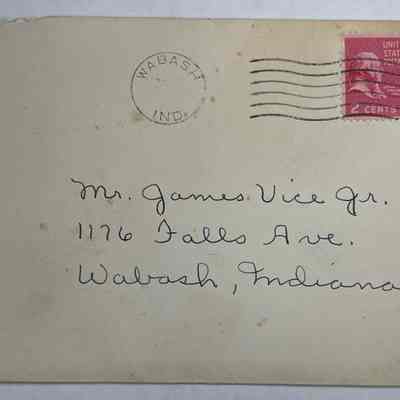 WABASH
IND.
UNITED
STATES
2 CENTS
Mr. James Vice Jr.
1176 Falls Ave.
Wabash, Indiana